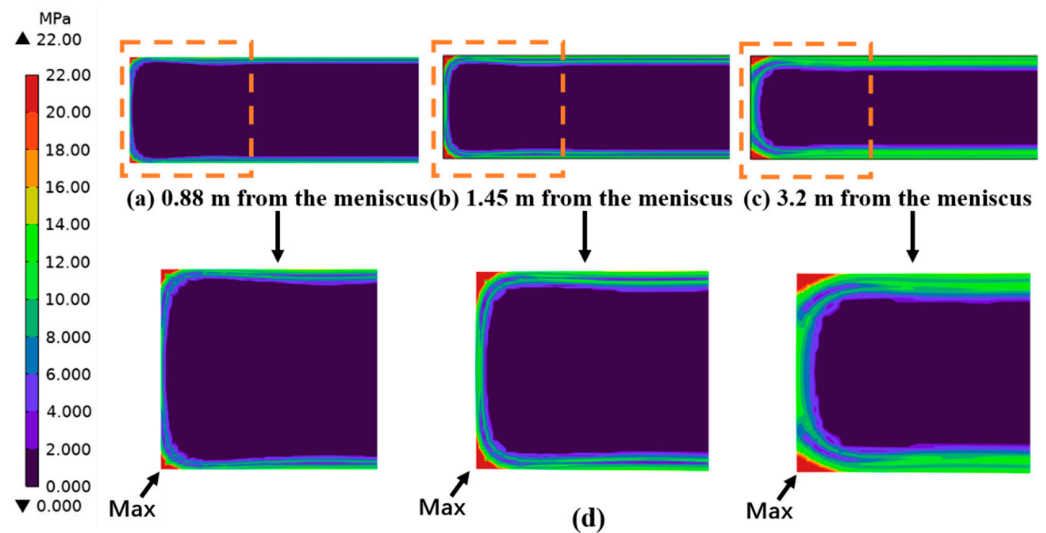 MPa
▲ 22.00
22.00
20.00
18.00
16.00
14.00
12.00
10.00
8.000
6.000
4.000
2.000
0.000
▼ 0.000
(a) 0.88 m from the meniscus
(b) 1.45 m from the meniscus
(c) 3.2 m from the meniscus
Max
Max
Max
(d)